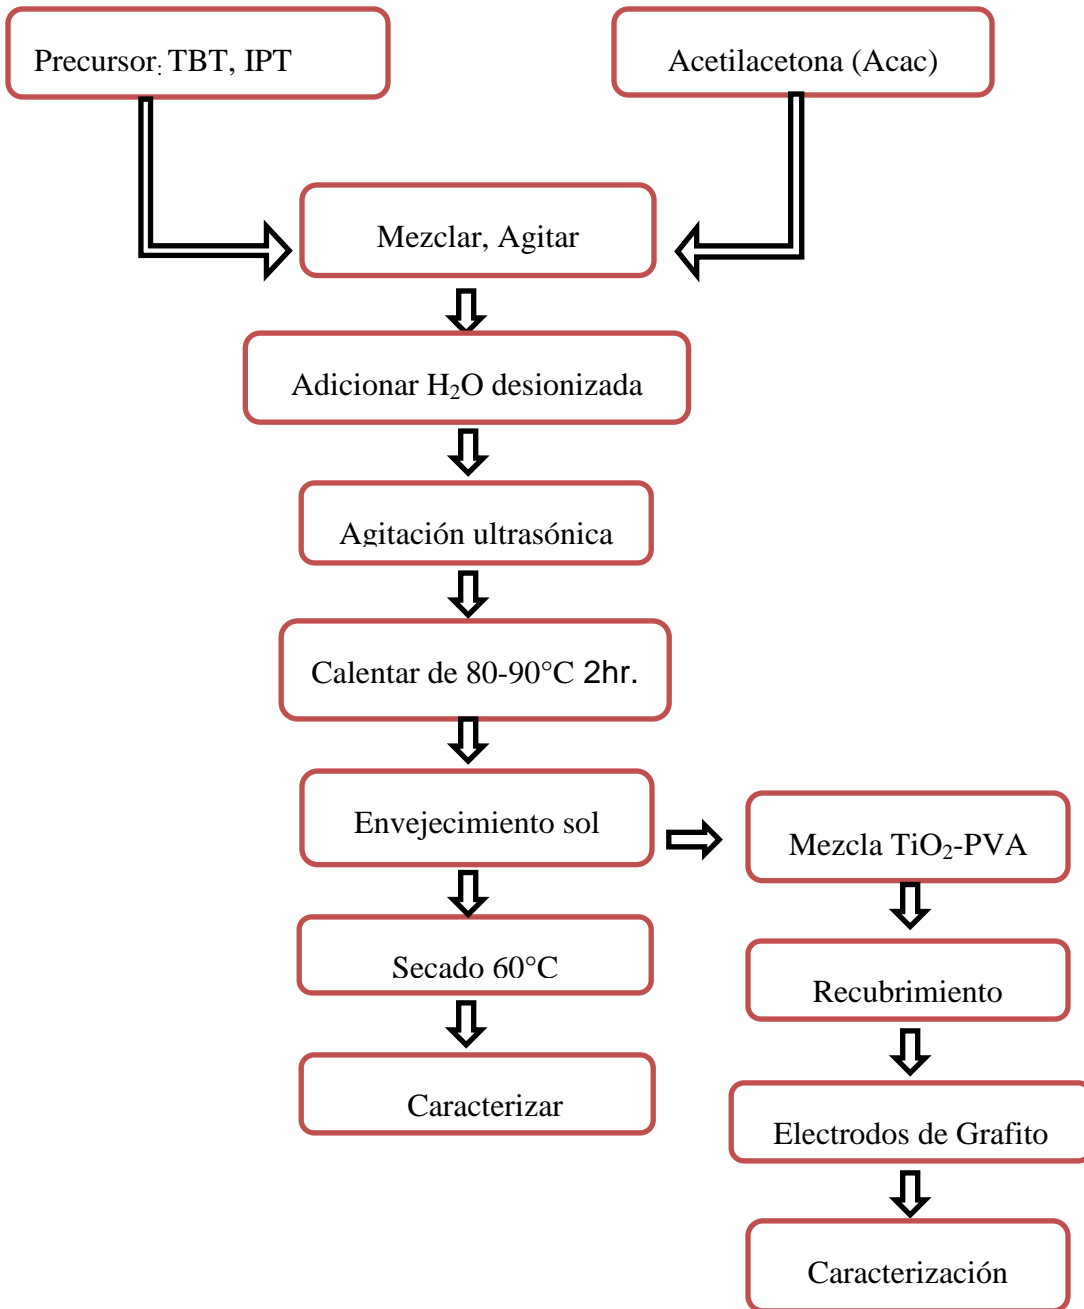 Precursor: TBT, IPT
Acetilacetona (Acac)
Mezclar, Agitar
Adicionar H₂O desionizada
Agitación ultrasónica
Calentar de 80-90°C 2hr.
Envejecimiento sol
Mezcla TiO₂-PVA
Secado 60°C
Recubrimiento
Caracterizar
Electrodos de Grafito
Caracterización